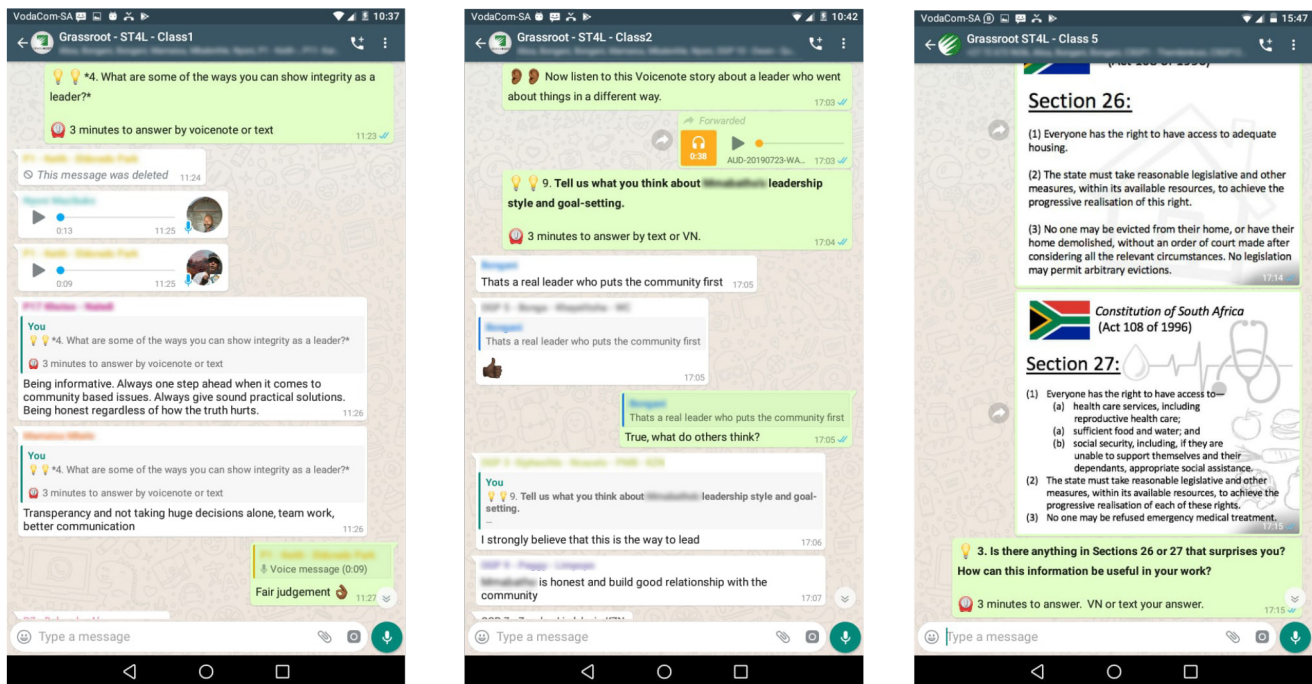 VodaCom-SA
10:37
Grassroot - ST4L - Class1
*4. What are some of the ways you can show integrity as a
leader?*
3 minutes to answer by voicenote or text
11:23
This message was deleted 11:24
0:13 11:25
0:09 11:25
You
*4. What are some of the ways you can show integrity as a leader?*
3 minutes to answer by voicenote or text
Being informative. Always one step ahead when it comes to
community based issues. Always give sound practical solutions.
Being honest regardless of how the truth hurts.
11:26
You
*4. What are some of the ways you can show integrity as a leader?*
3 minutes to answer by voicenote or text
Transperancy and not taking huge decisions alone, team work,
better communication
11:26
Voice message (0:09)
Fair judgement
11:27
Type a message
VodaCom-SA
10:42
Grassroot - ST4L - Class2
Now listen to this Voicenote story about a leader who went
about things in a different way.
17:03
Forwarded
0:38
AUD-20190723-WA... 17:03
9. Tell us what you think about leadership
style and goal-setting.
3 minutes to answer by text or VN.
17:04
Thats a real leader who puts the community first 17:05
Thats a real leader who puts the community first
17:05
Thats a real leader who puts the community first
True, what do others think?
17:05
You
9. Tell us what you think about leadership style and goal-
setting.
...
I strongly believe that this is the way to lead
17:06
is honest and build good relationship with the
community
17:07
Type a message
VodaCom-SA
15:47
Grassroot ST4L - Class 5
(Act 108 of 1996)
Section 26:
(1) Everyone has the right to have access to adequate
housing.
(2) The state must take reasonable legislative and other
measures, within its available resources, to achieve the
progressive realisation of this right.
(3) No one may be evicted from their home, or have their
home demolished, without an order of court made after
considering all the relevant circumstances. No legislation
may permit arbitrary evictions.
17:14
Constitution of South Africa
(Act 108 of 1996)
Section 27:
(1) Everyone has the right to have access to—
(a) health care services, including
reproductive health care;
(a) sufficient food and water; and
(b) social security, including, if they are
unable to support themselves and their
dependants, appropriate social assistance.
(2) The state must take reasonable legislative and other
measures, within its available resources, to achieve the
progressive realisation of each of these rights.
(3) No one may be refused emergency medical treatment.
17:15
3. Is there anything in Sections 26 or 27 that surprises you?
How can this information be useful in your work?
3 minutes to answer. VN or text your answer.
17:15
Type a message